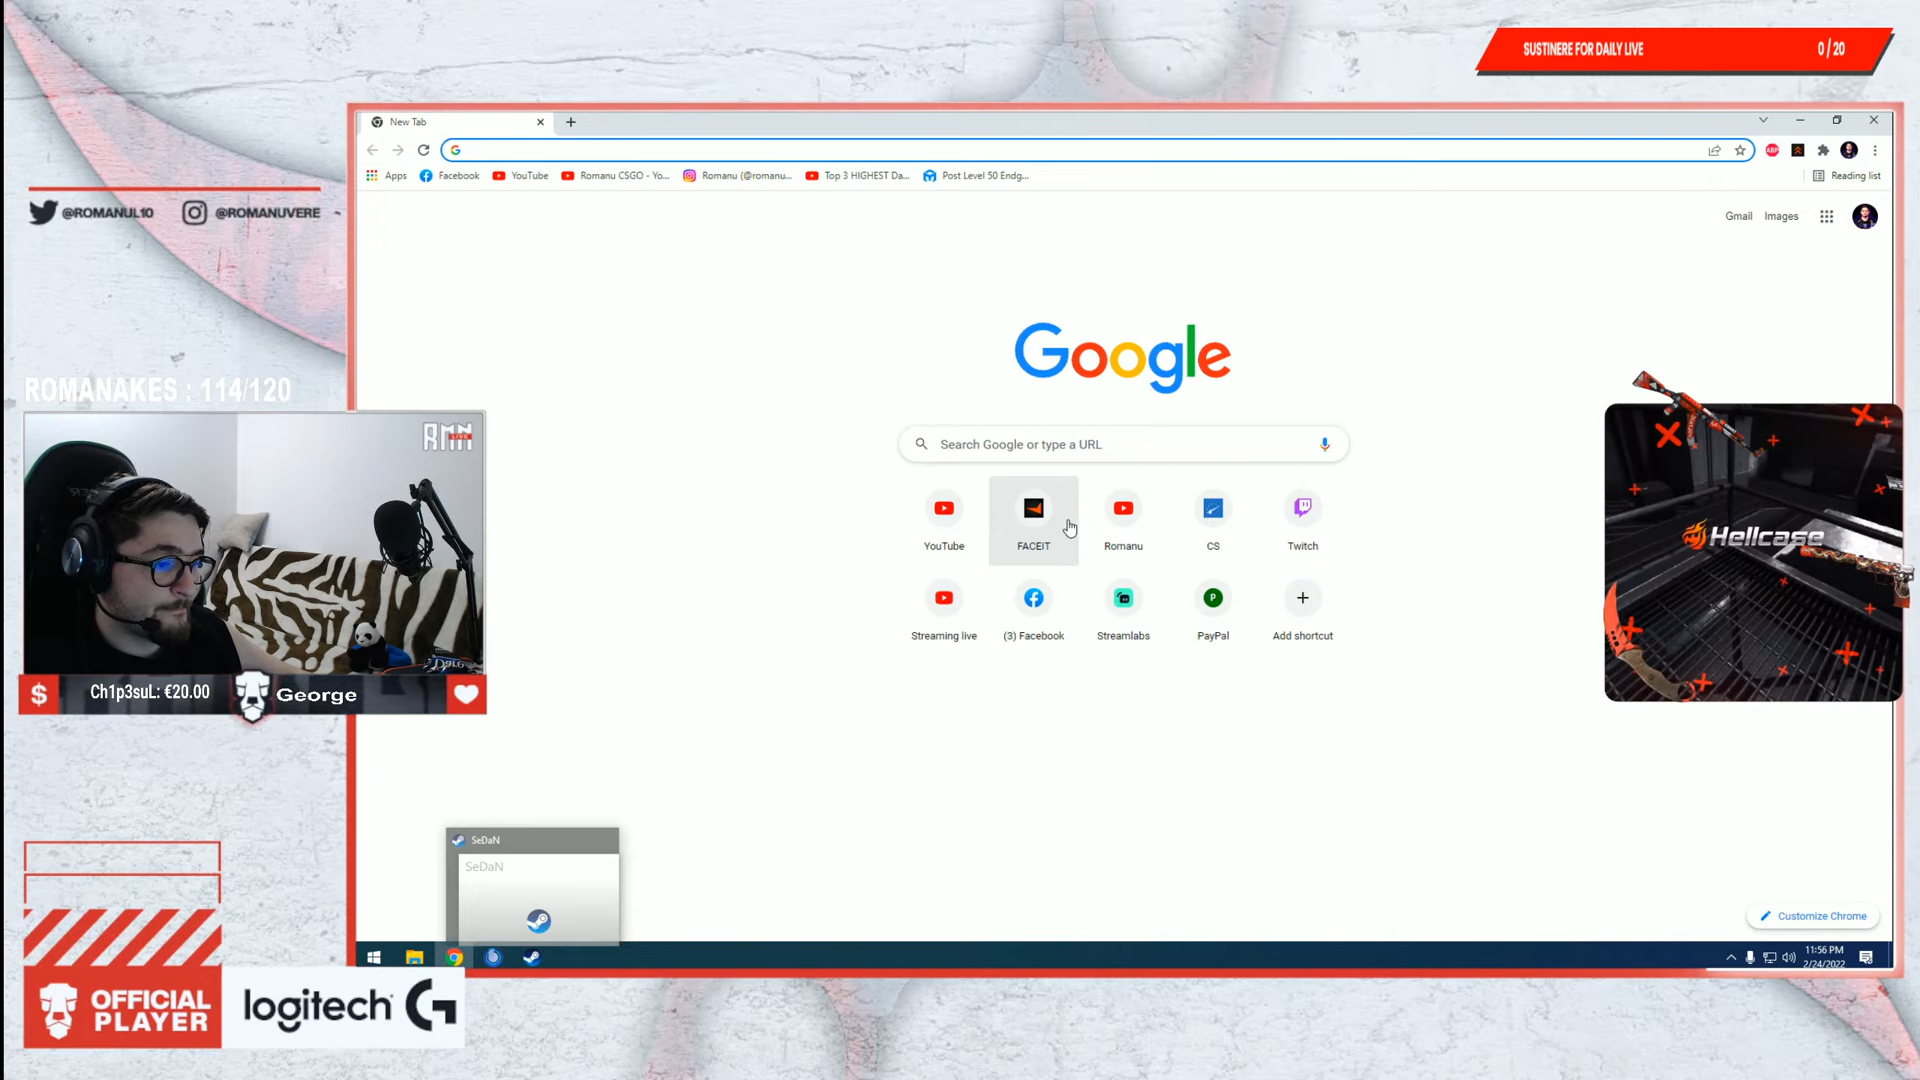 SUSTINERE FOR DAILY LIVE 0 / 20
New Tab
Apps Facebook YouTube Romanu CSGO - Yo... Romanu (@romanu... Top 3 HIGHEST Da... Post Level 50 Endg... Reading list
@ROMANUL10 @ROMANUVERE
Gmail Images
Google
ROMANAKES : 114/120
RMN
LIVE
Search Google or type a URL
YouTube FACEIT Romanu CS Twitch
Hellcase
Streaming live (3) Facebook Streamlabs PayPal Add shortcut
Ch1p3suL: €20.00 George
SeDaN
SeDaN
Customize Chrome
11:56 PM
2/24/2022
OFFICIAL
PLAYER
logitech G